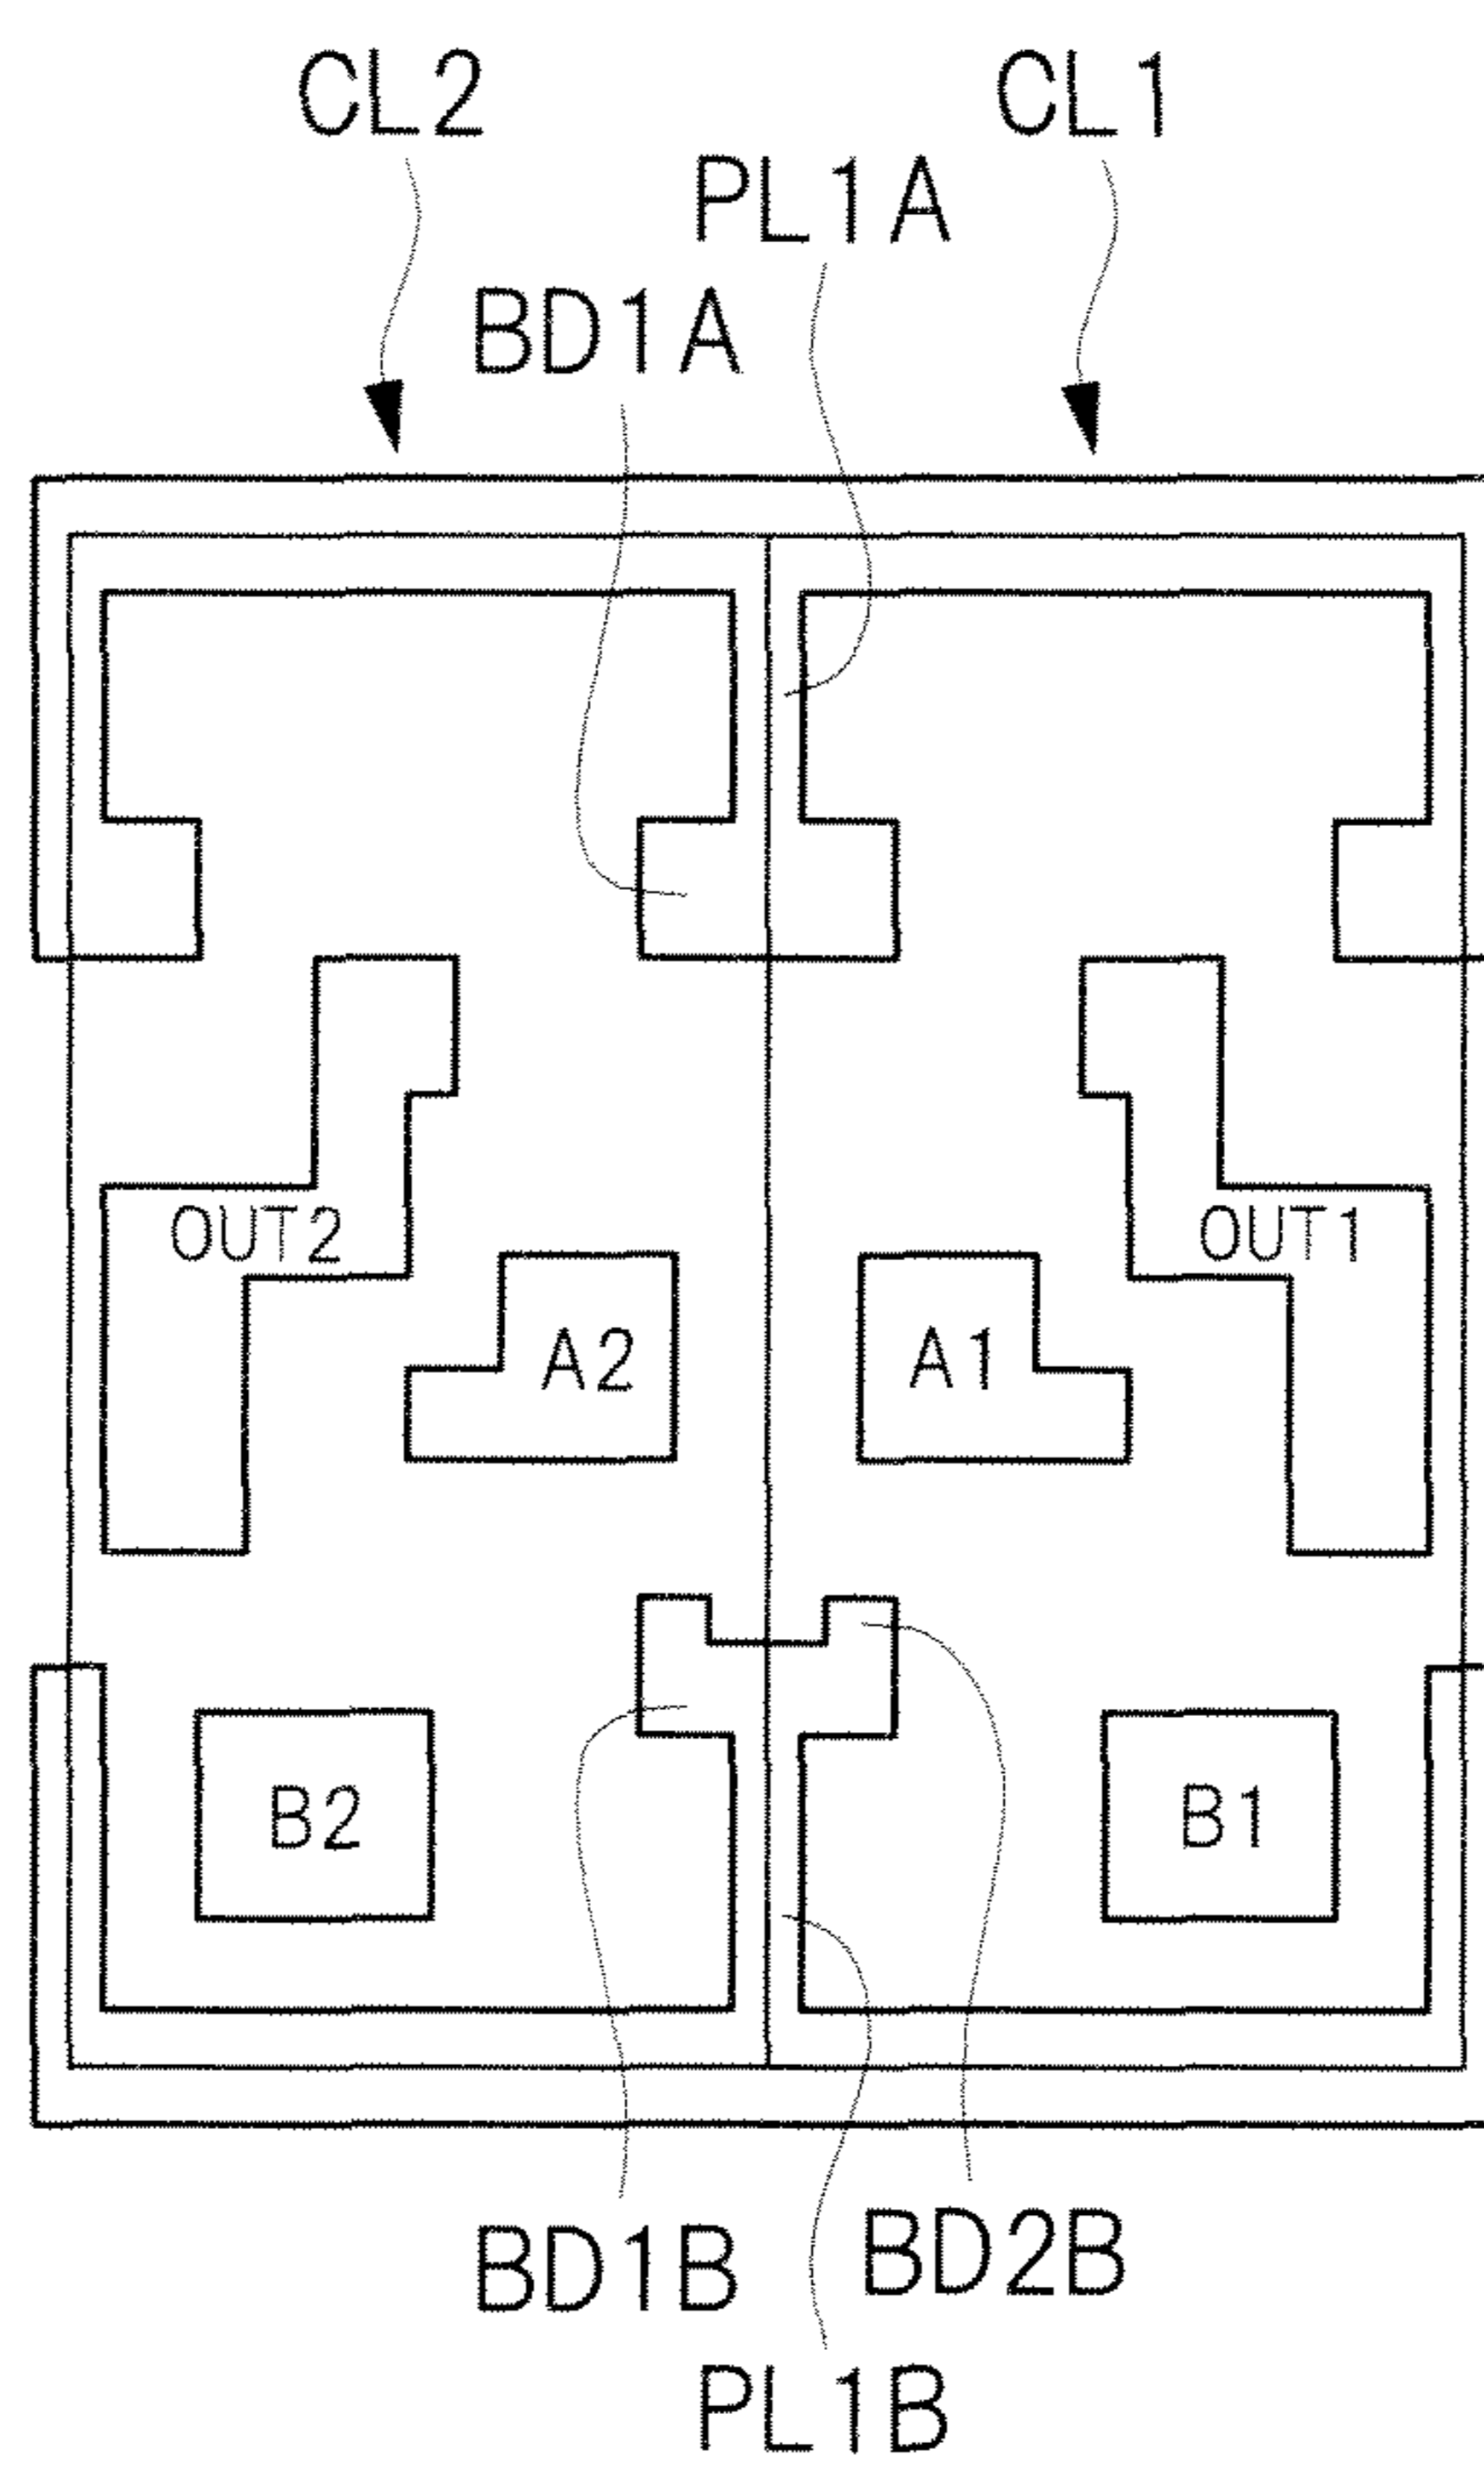 CL2 CL1
PL1A
BD1A
OUT2 OUT1
A2 A1
B2 B1
BD1B BD2B
PL1B